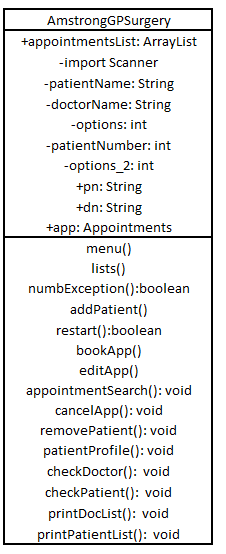 AmstrongGPSurgery
+appointmentsList: ArrayList
-import Scanner
-patientName: String
-doctorName: String
-options: int
-patientNumber: int
-options_2: int
+pn: String
+dn: String
+app: Appointments
menu()
lists()
numbException():boolean
addPatient()
restart():boolean
bookApp()
editApp()
appointmentSearch(): void
cancelApp(): void
removePatient(): void
patientProfile(): void
checkDoctor():  void
checkPatient():  void
printDocList(): void
printPatientList():  void